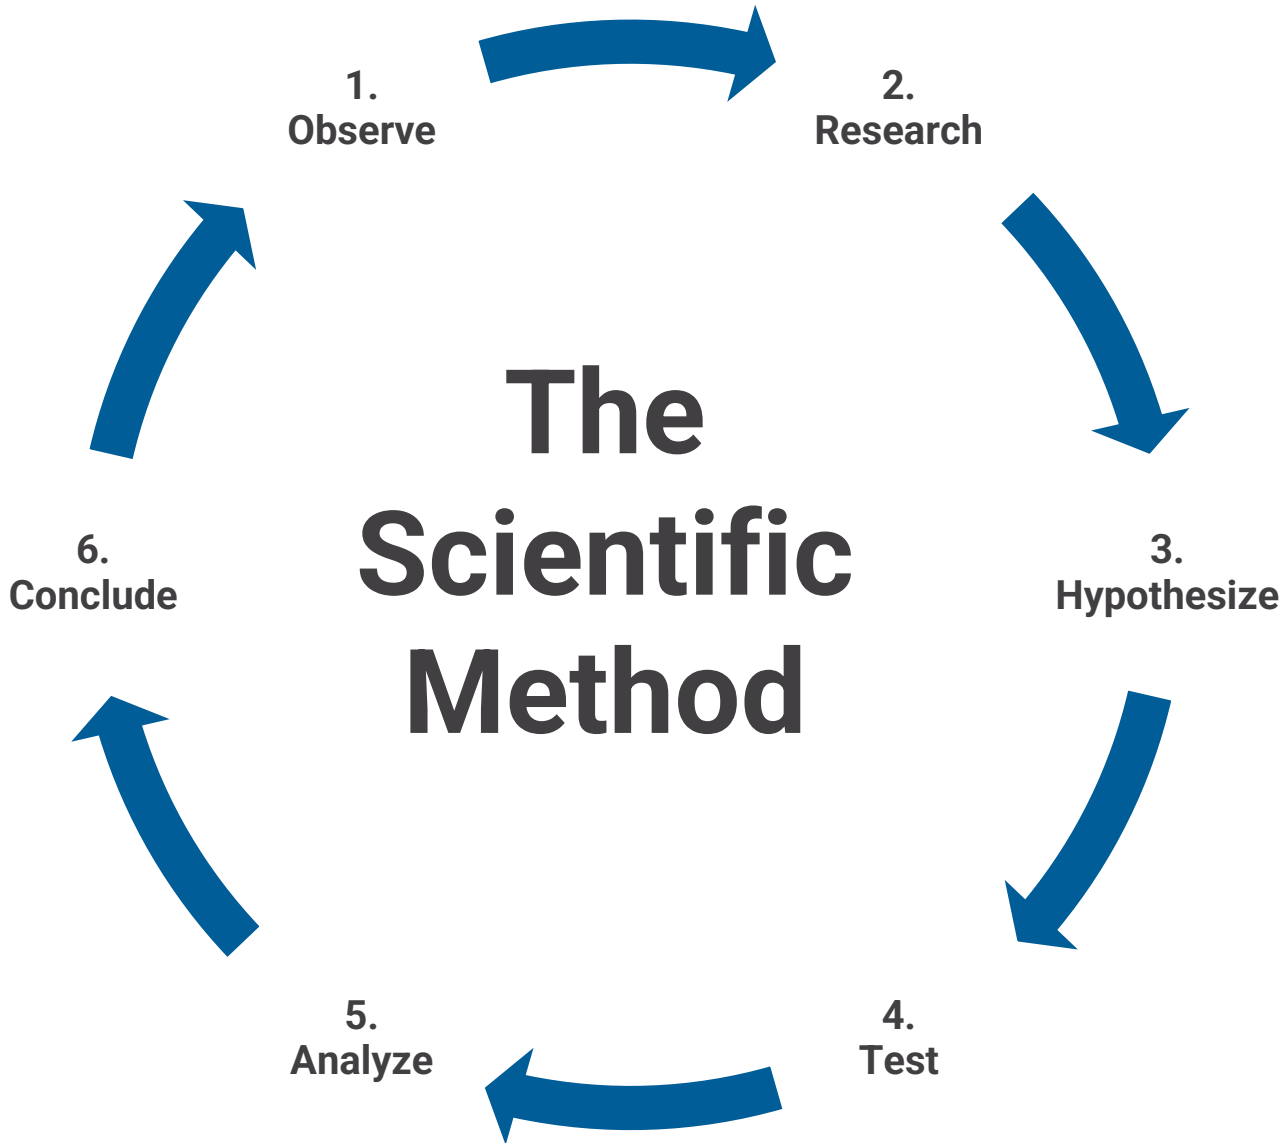 1.
Observe
2.
Research
The
Scientific
Method
3.
Hypothesize
4.
Test
5.
Analyze
6.
Conclude